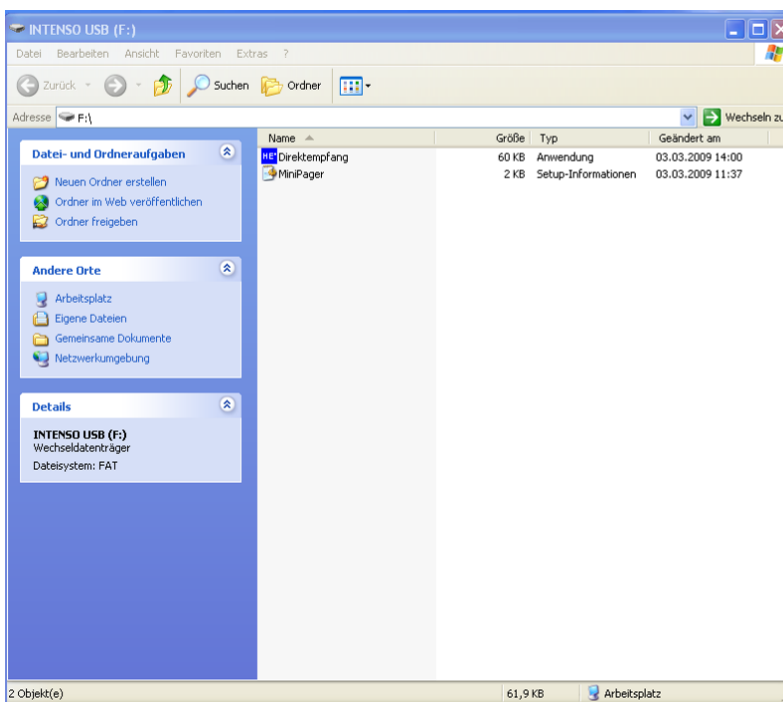 INTENSO USB (F:)
Datei Bearbeiten Ansicht Favoriten Extras ?
Zurück Suchen Ordner
Adresse F:\ Wechseln zu
Datei- und Ordneraufgaben
Neuen Ordner erstellen
Ordner im Web veröffentlichen
Ordner freigeben
Andere Orte
Arbeitsplatz
Eigene Dateien
Gemeinsame Dokumente
Netzwerkumgebung
Details
INTENSO USB (F:)
Wechseldatenträger
Dateisystem: FAT
Name Größe Typ Geändert am
Direktempfang 60 KB Anwendung 03.03.2009 14:00
MiniPager 2 KB Setup-Informationen 03.03.2009 11:37
2 Objekt(e) 61,9 KB Arbeitsplatz